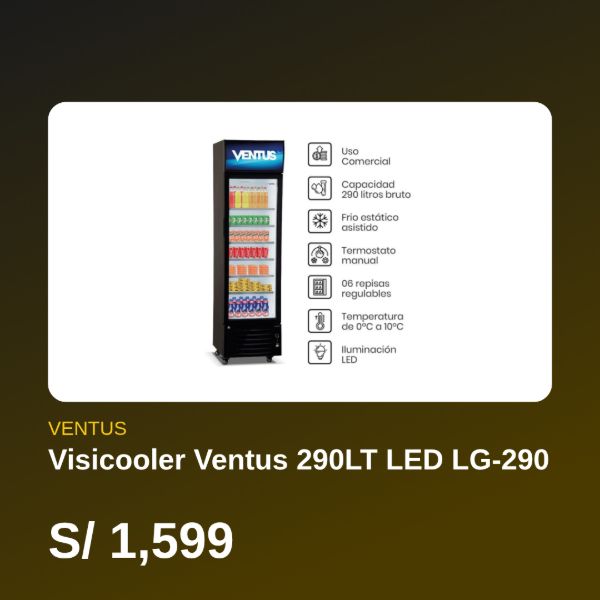 VENTUS
Uso
Comercial
Capacidad
290 litros bruto
Frío estático
asistido
Termostato
manual
06 repisas
regulables
Temperatura
de 0°C a 10°C
Iluminación
LED
VENTUS
Visicooler Ventus 290LT LED LG-290
S/ 1,599